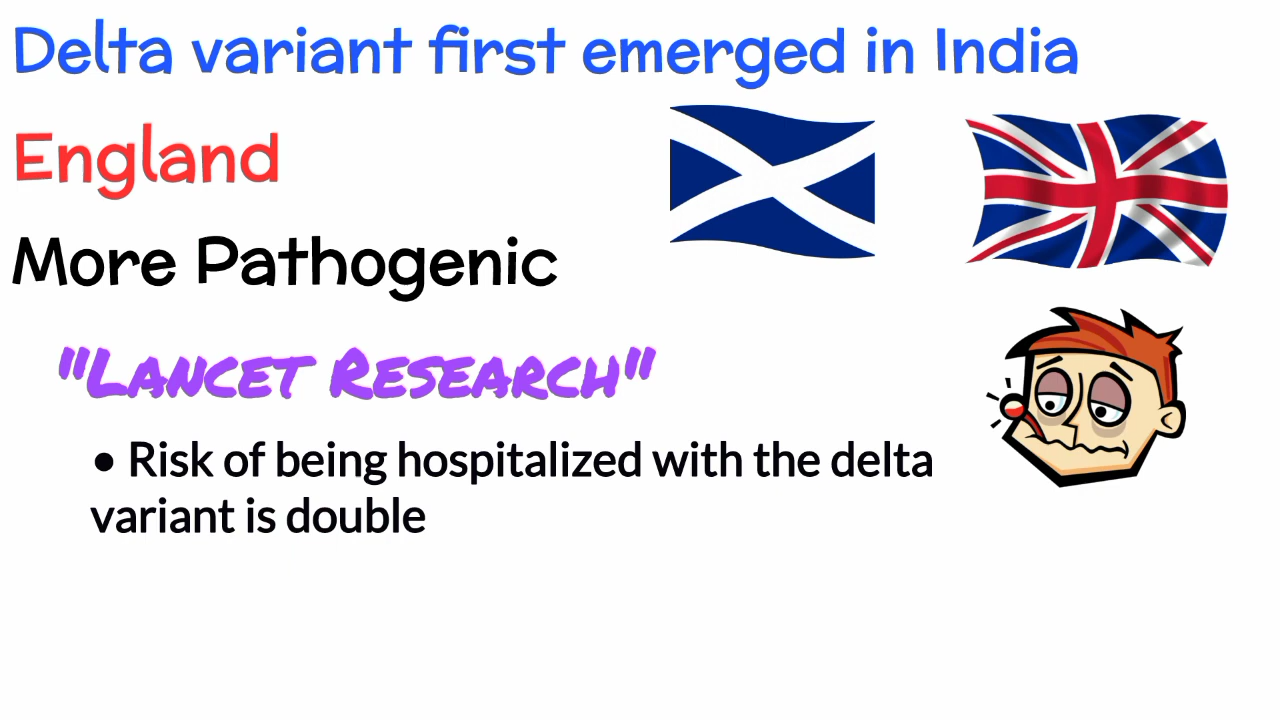 Delta variant first emerged in India
England
More Pathogenic
"Lancet Research"
• Risk of being hospitalized with the delta
variant is double